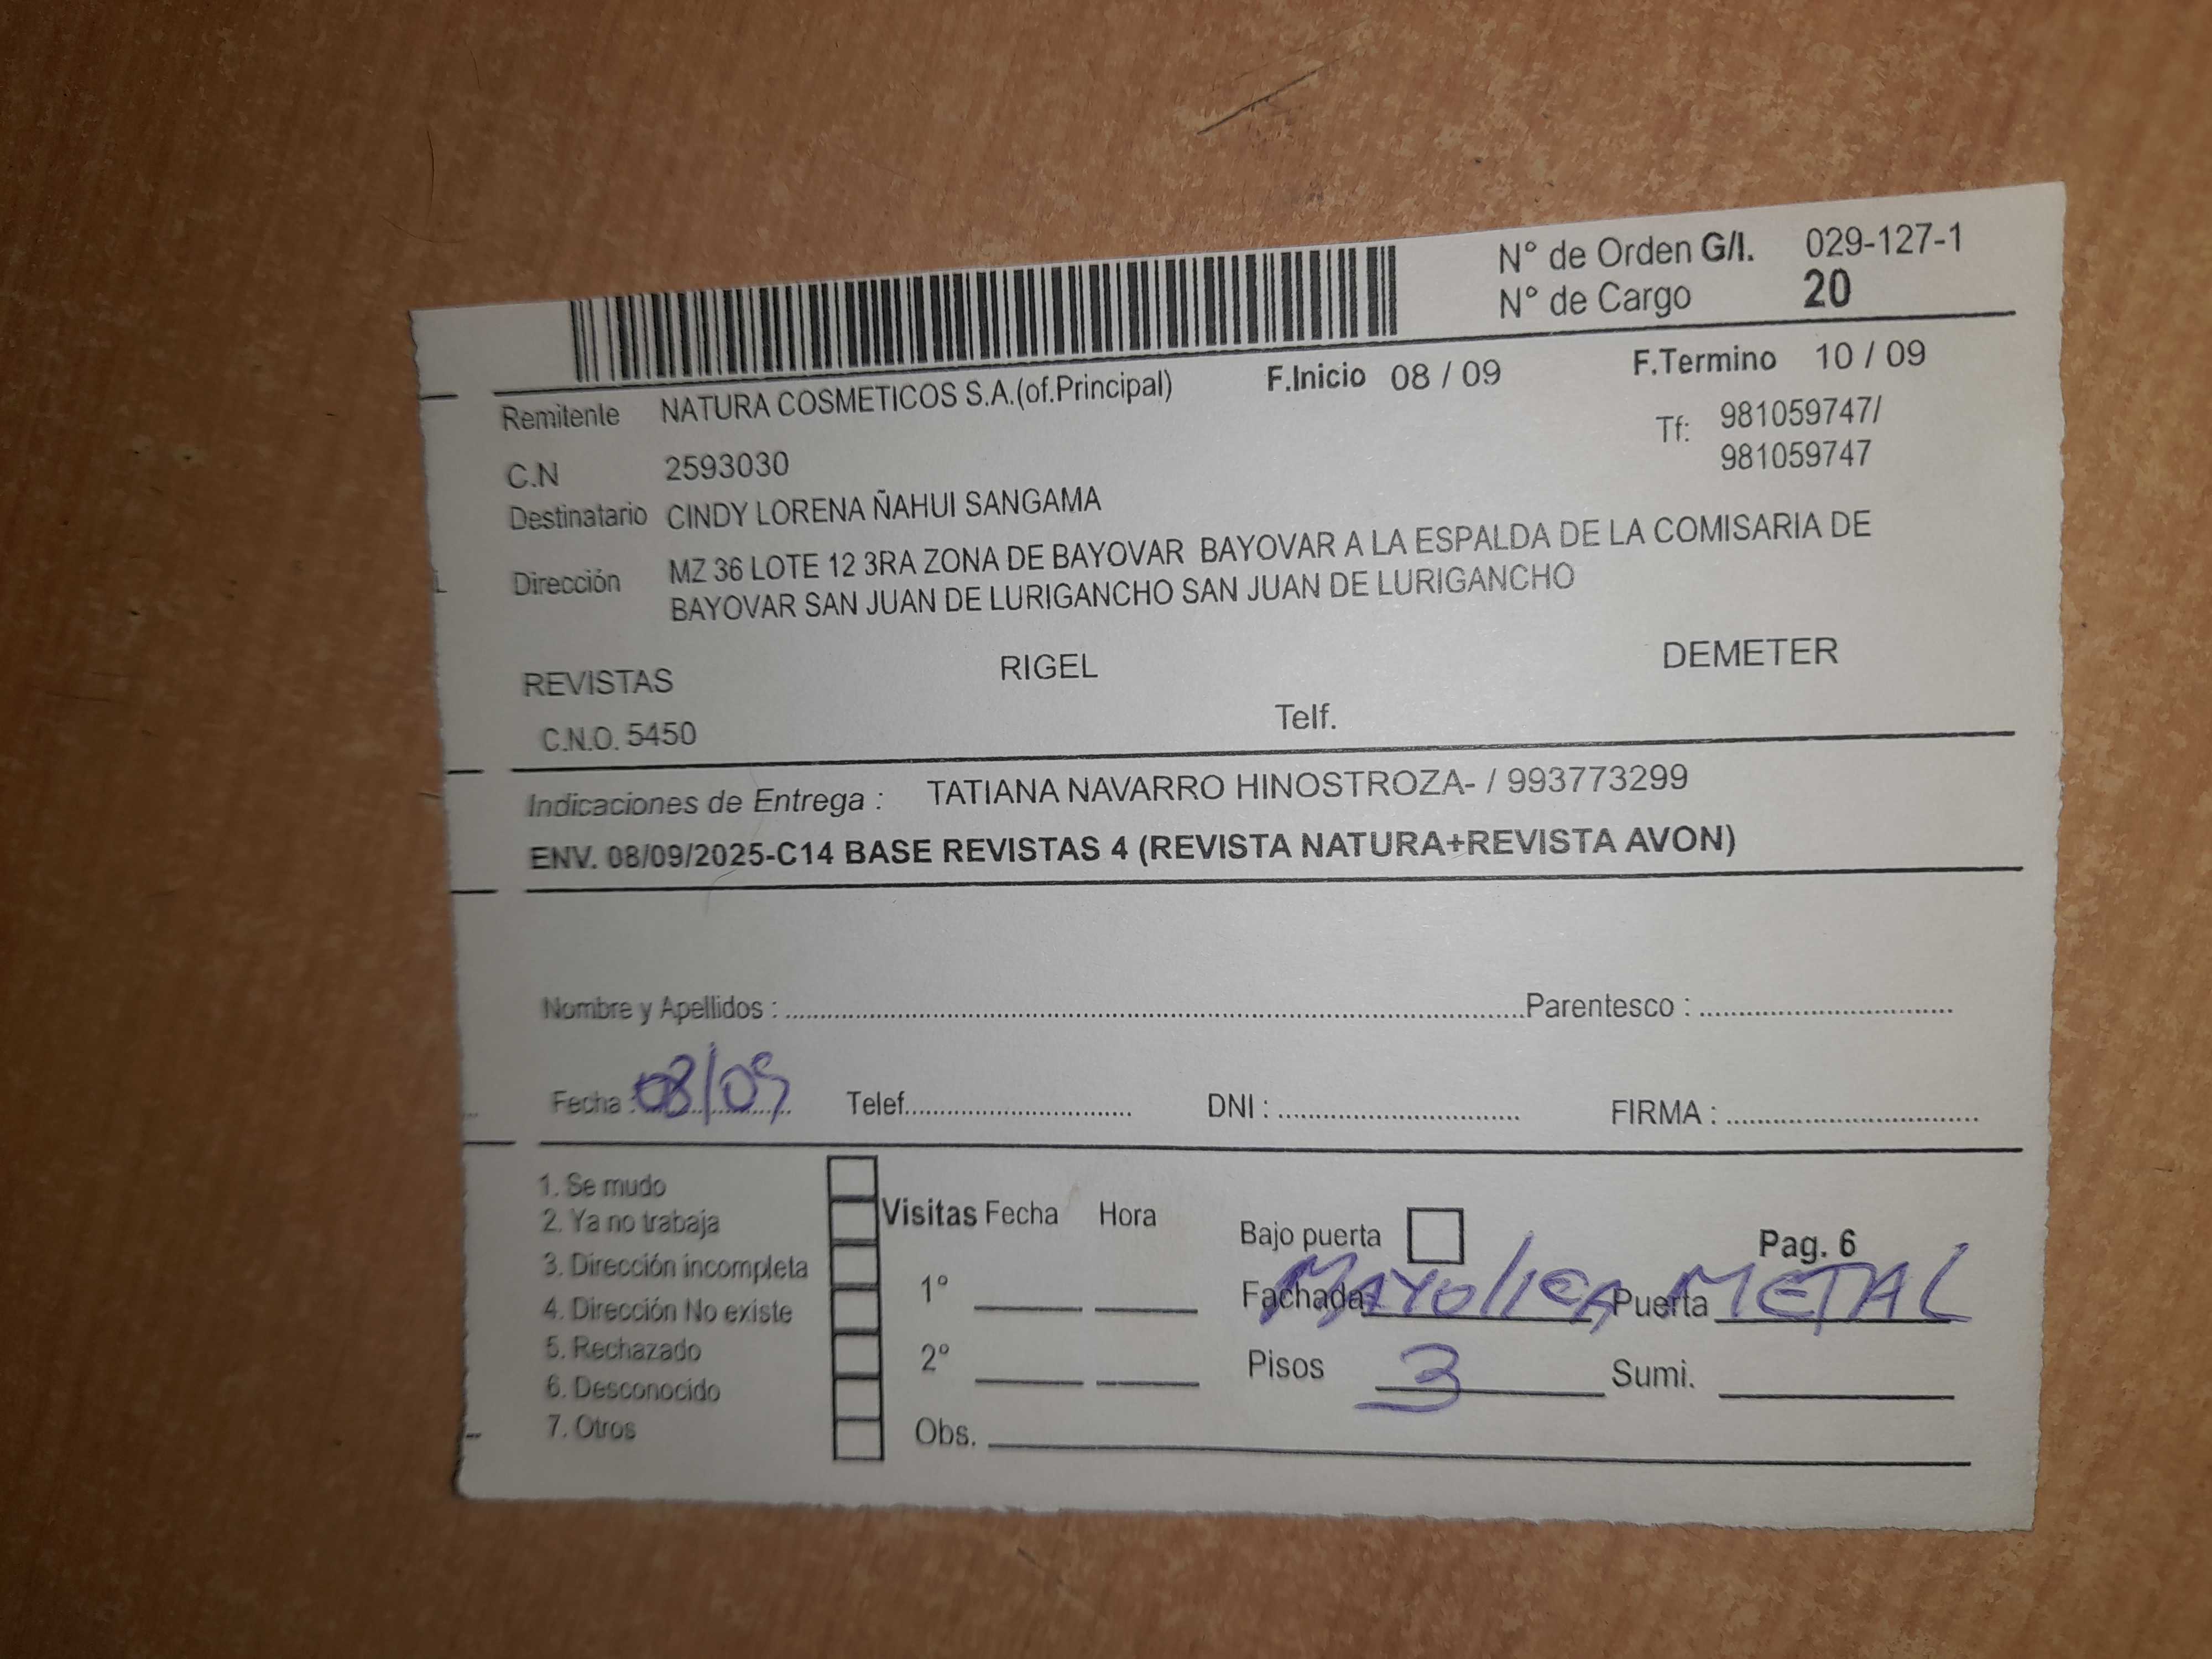 N° de Orden G/I. 029-127-1
N° de Cargo 20
Remitente NATURA COSMETICOS S.A.(of.Principal) F.Inicio 08 / 09 F.Termino 10 / 09
C.N 2593030 Tf: 981059747/
981059747
Destinatario CINDY LORENA ÑAHUI SANGAMA
Dirección MZ 36 LOTE 12 3RA ZONA DE BAYOVAR BAYOVAR A LA ESPALDA DE LA COMISARIA DE
BAYOVAR SAN JUAN DE LURIGANCHO SAN JUAN DE LURIGANCHO
REVISTAS RIGEL DEMETER
C.N.O. 5450 Telf.
Indicaciones de Entrega : TATIANA NAVARRO HINOSTROZA- / 993773299
ENV. 08/09/2025-C14 BASE REVISTAS 4 (REVISTA NATURA+REVISTA AVON)
Nombre y Apellidos : Parentesco :
Fecha : 08/09 Telef. DNI : FIRMA :
1. Se mudo
2. Ya no trabaja
3. Dirección incompleta
4. Dirección No existe
5. Rechazado
6. Desconocido
7. Otros
Visitas Fecha Hora
1º
2º
Obs.
Bajo puerta Pag. 6
Fachada MAYOlICA Puerta METAL
Pisos 3 Sumi.